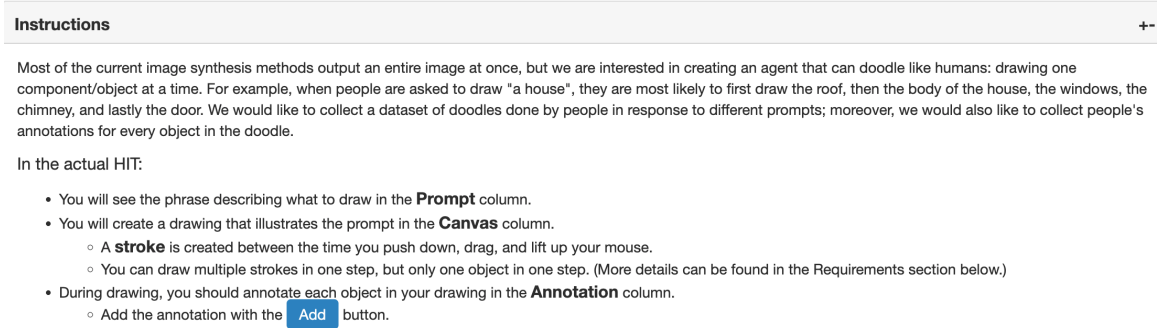 Instructions +-
Most of the current image synthesis methods output an entire image at once, but we are interested in creating an agent that can doodle like humans: drawing one
component/object at a time. For example, when people are asked to draw "a house", they are most likely to first draw the roof, then the body of the house, the windows, the
chimney, and lastly the door. We would like to collect a dataset of doodles done by people in response to different prompts; moreover, we would also like to collect people's
annotations for every object in the doodle.
In the actual HIT:
• You will see the phrase describing what to draw in the Prompt column.
• You will create a drawing that illustrates the prompt in the Canvas column.
◦ A stroke is created between the time you push down, drag, and lift up your mouse.
◦ You can draw multiple strokes in one step, but only one object in one step. (More details can be found in the Requirements section below.)
• During drawing, you should annotate each object in your drawing in the Annotation column.
◦ Add the annotation with the Add button.